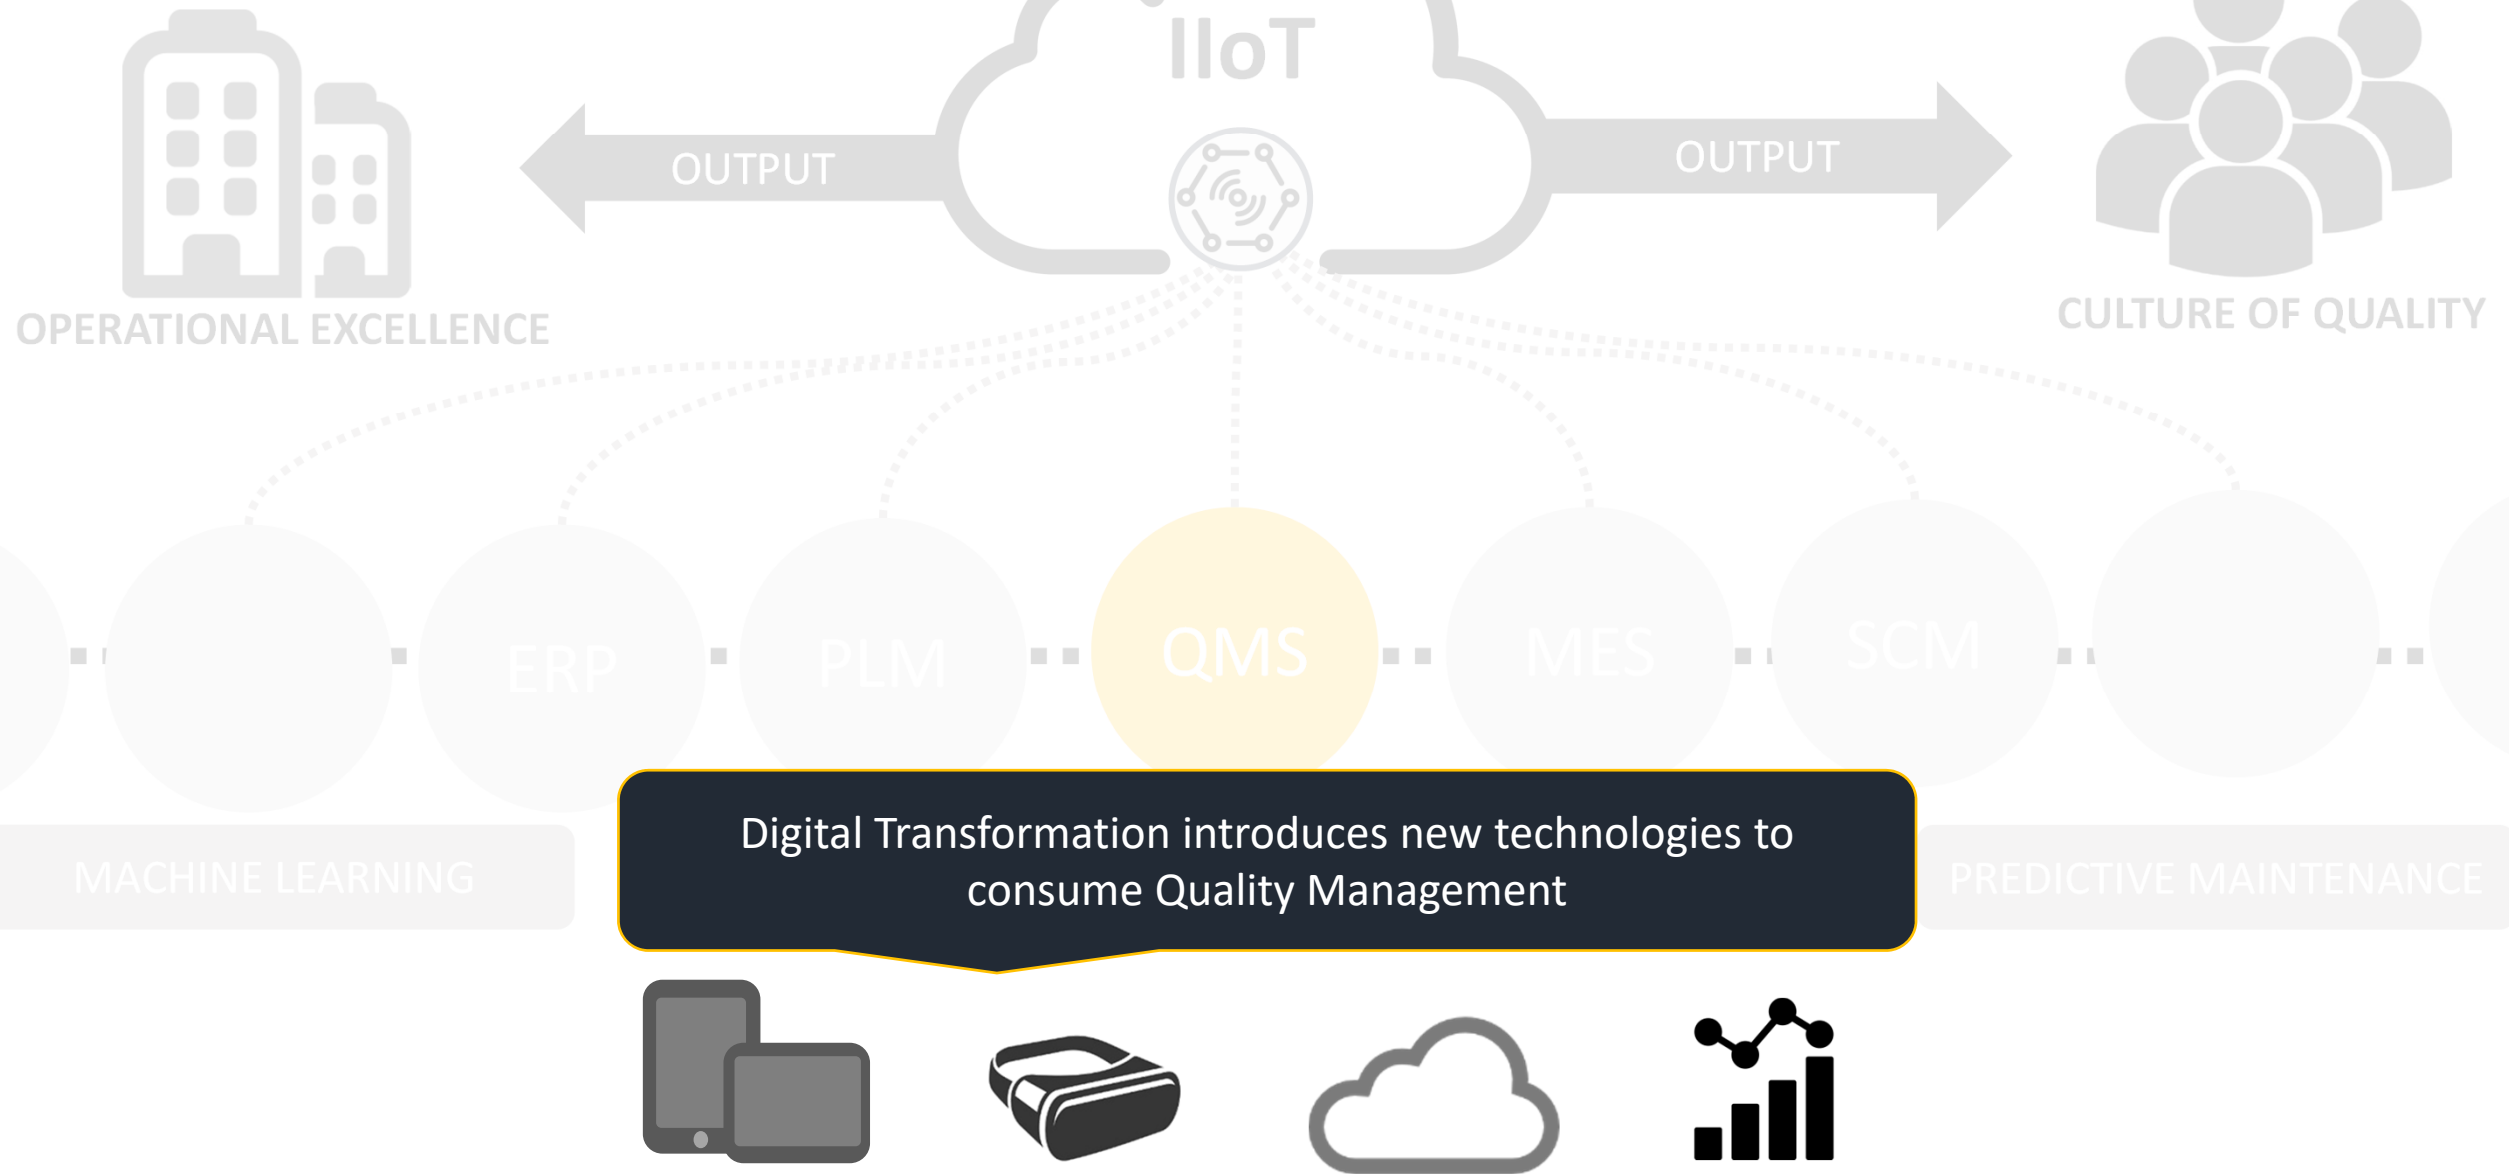 IIoT
OUTPUT
OUTPUT
OPERATIONAL EXCELLENCE
CULTURE OF QUALITY
ERP
PLM
QMS
MES
SCM
MACHINE LEARNING
Digital Transformation introduces new technologies to
consume Quality Management
PREDICTIVE MAINTENANCE